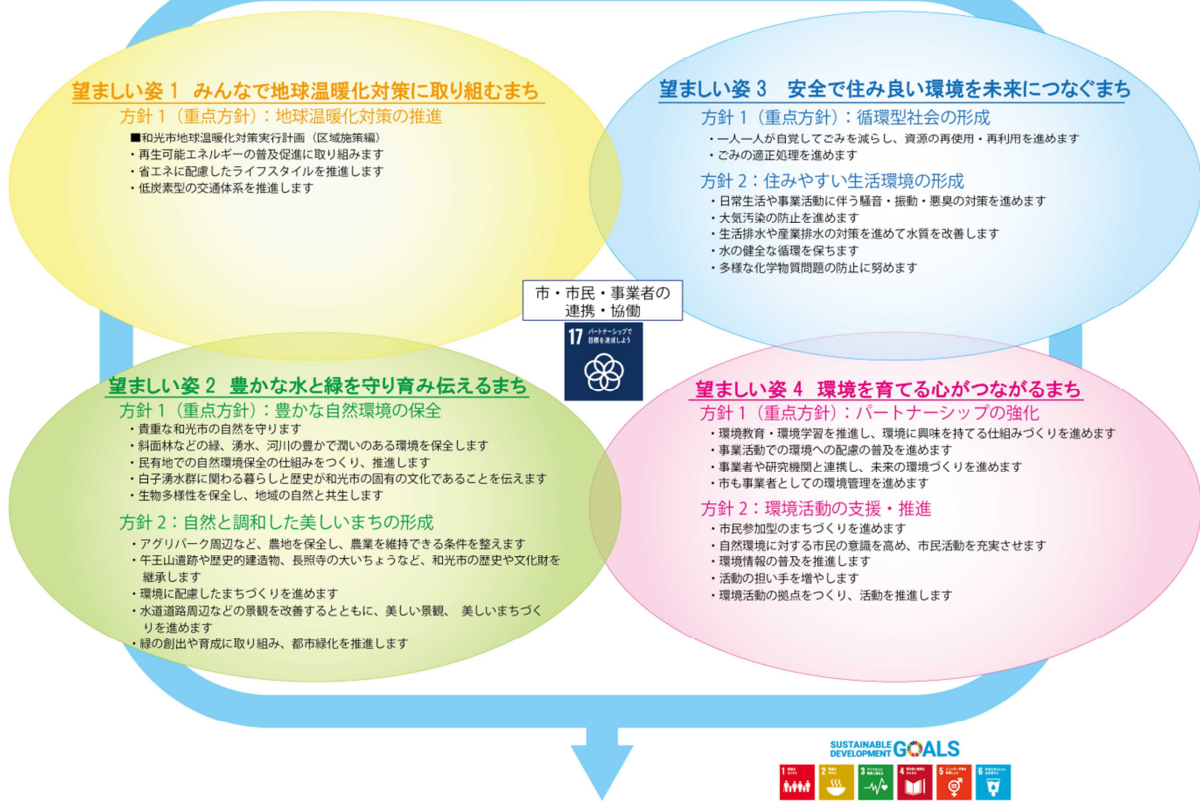 望ましい姿 1 みんなで地球温暖化対策に取り組むまち
方針 1（重点方針）：地球温暖化対策の推進
■和光市地球温暖化対策実行計画（区域施策編）
・再生可能エネルギーの普及促進に取り組みます
・省エネに配慮したライフスタイルを推進します
・低炭素型の交通体系を推進します
望ましい姿 3 安全で住み良い環境を未来につなぐまち
方針 1（重点方針）：循環型社会の形成
・一人一人が自覚してごみを減らし、資源の再使用・再利用を進めます
・ごみの適正処理を進めます
方針 2：住みやすい生活環境の形成
・日常生活や事業活動に伴う騒音・振動・悪臭の対策を進めます
・大気汚染の防止を進めます
・生活排水や産業排水の対策を進めて水質を改善します
・水の健全な循環を保ちます
・多様な化学物質問題の防止に努めます
市・市民・事業者の
連携・協働
17 パートナーシップで
目標を達成しよう
望ましい姿 2 豊かな水と緑を守り育み伝えるまち
方針 1（重点方針）：豊かな自然環境の保全
・貴重な和光市の自然を守ります
・斜面林などの緑、湧水、河川の豊かで潤いのある環境を保全します
・民有地での自然環境保全の仕組みをつくり、推進します
・白子湧水群に関わる暮らしと歴史が和光市の固有の文化であることを伝えます
・生物多様性を保全し、地域の自然と共生します
方針 2：自然と調和した美しいまちの形成
・アグリパーク周辺など、農地を保全し、農業を維持できる条件を整えます
・午王山遺跡や歴史的建造物、長照寺の大いちょうなど、和光市の歴史や文化財を
継承します
・環境に配慮したまちづくりを進めます
・水道道路周辺などの景観を改善するとともに、美しい景観、 美しいまちづく
りを進めます
・緑の創出や育成に取り組み、都市緑化を推進します
望ましい姿 4 環境を育てる心がつながるまち
方針 1（重点方針）：パートナーシップの強化
・環境教育・環境学習を推進し、環境に興味を持てる仕組みづくりを進めます
・事業活動での環境への配慮の普及を進めます
・事業者や研究機関と連携し、未来の環境づくりを進めます
・市も事業者としての環境管理を進めます
方針 2：環境活動の支援・推進
・市民参加型のまちづくりを進めます
・自然環境に対する市民の意識を高め、市民活動を充実させます
・環境情報の普及を推進します
・活動の担い手を増やします
・環境活動の拠点をつくり、活動を推進します
SUSTAINABLE
DEVELOPMENT GOALS
1
2
3
4
5
6